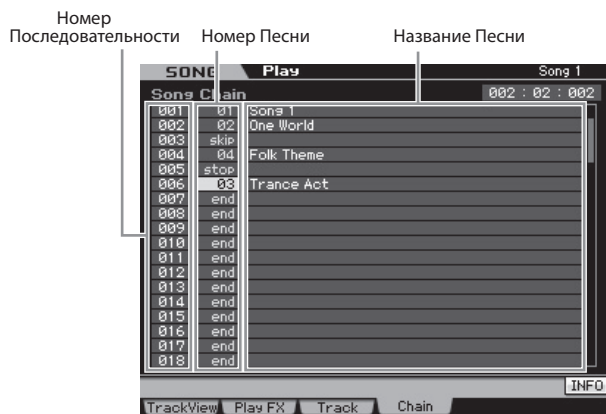 Номер
Последовательности Номер Песни Название Песни
SONG Play Song 1
Song Chain 002 : 02 : 002
001 01 Song 1
002 02 One World
003 skip
004 04 Folk Theme
005 stop
006 03 Trance Act
007 end
008 end
009 end
010 end
011 end
012 end
013 end
014 end
015 end
016 end
017 end
018 end
INFO
TrackView Play FX Track Chain